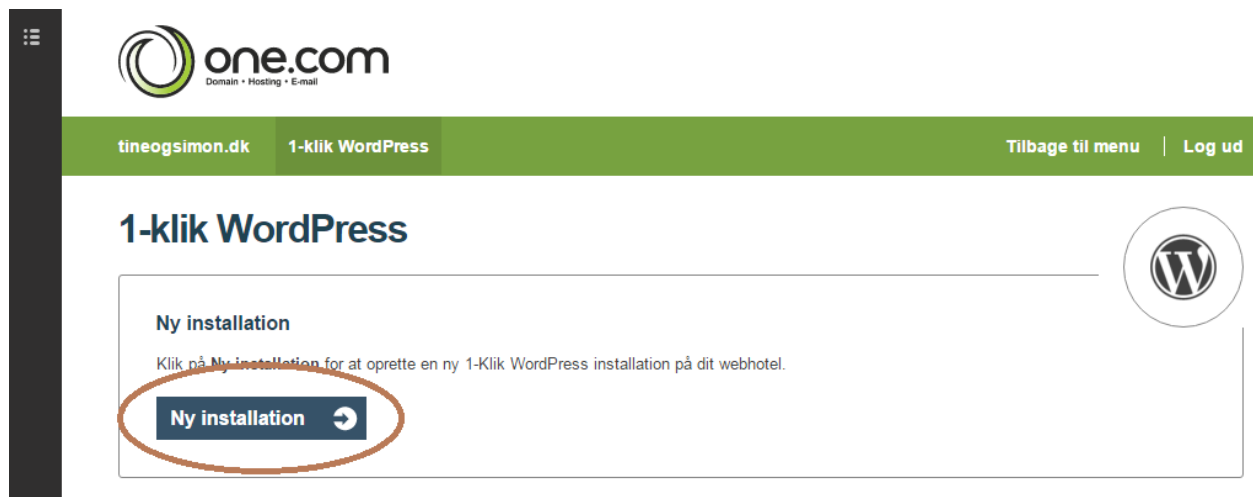 one.com
Domain • Hosting • E-mail
tineogsimon.dk 1-klik WordPress Tilbage til menu | Log ud
1-klik WordPress
Ny installation
Klik på Ny installation for at oprette en ny 1-Klik WordPress installation på dit webhotel.
Ny installation